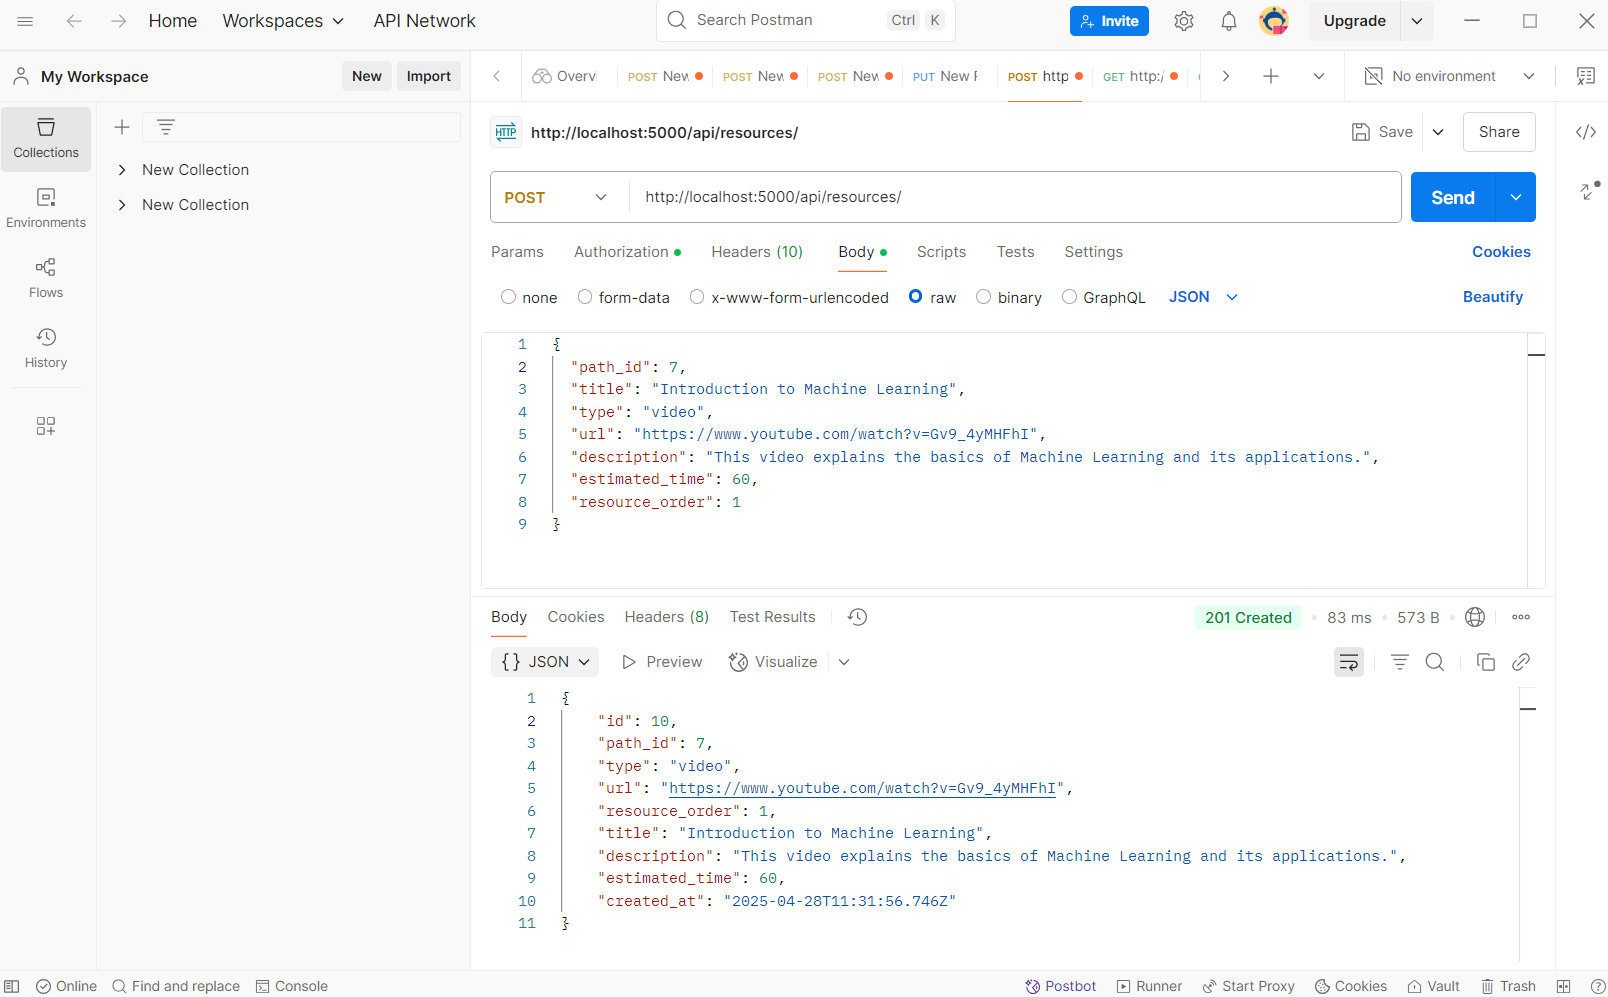 Home Workspaces API Network Search Postman Ctrl K Invite Upgrade
My Workspace New Import Overvi POST New POST New POST New PUT New F POST http GET http:/ No environment
Collections
Environments
Flows
History
New Collection
New Collection
HTTP http://localhost:5000/api/resources/ Save Share
POST http://localhost:5000/api/resources/ Send
Params Authorization Headers (10) Body Scripts Tests Settings Cookies
none form-data x-www-form-urlencoded raw binary GraphQL JSON Beautify
1 {
2 "path_id": 7,
3 "title": "Introduction to Machine Learning",
4 "type": "video",
5 "url": "https://www.youtube.com/watch?v=Gv9_4yMHFhI",
6 "description": "This video explains the basics of Machine Learning and its applications.",
7 "estimated_time": 60,
8 "resource_order": 1
9 }
Body Cookies Headers (8) Test Results 201 Created 83 ms 573 B
{} JSON Preview Visualize
1 {
2 "id": 10,
3 "path_id": 7,
4 "type": "video",
5 "url": "https://www.youtube.com/watch?v=Gv9_4yMHFhI",
6 "resource_order": 1,
7 "title": "Introduction to Machine Learning",
8 "description": "This video explains the basics of Machine Learning and its applications.",
9 "estimated_time": 60,
10 "created_at": "2025-04-28T11:31:56.746Z"
11 }
Online Find and replace Console Postbot Runner Start Proxy Cookies Vault Trash